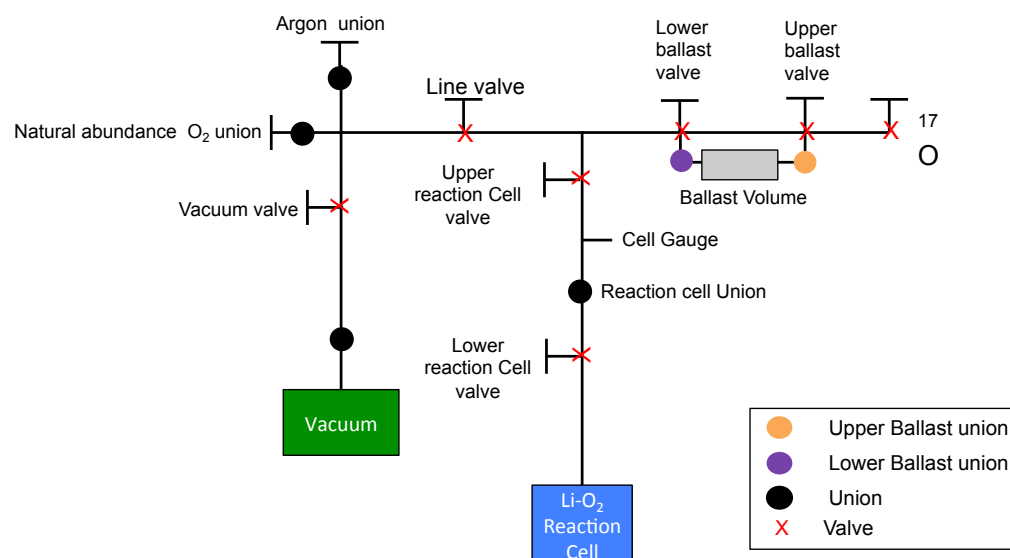 Argon union
Lower
ballast
valve
Upper
ballast
valve
Line valve
Natural abundance O₂ union
17
O
Ballast Volume
Upper
reaction Cell
valve
Vacuum valve
Cell Gauge
Reaction cell Union
Lower
reaction Cell
valve
Vacuum
Li-O₂
Reaction
Cell
Upper Ballast union
Lower Ballast union
Union
X Valve